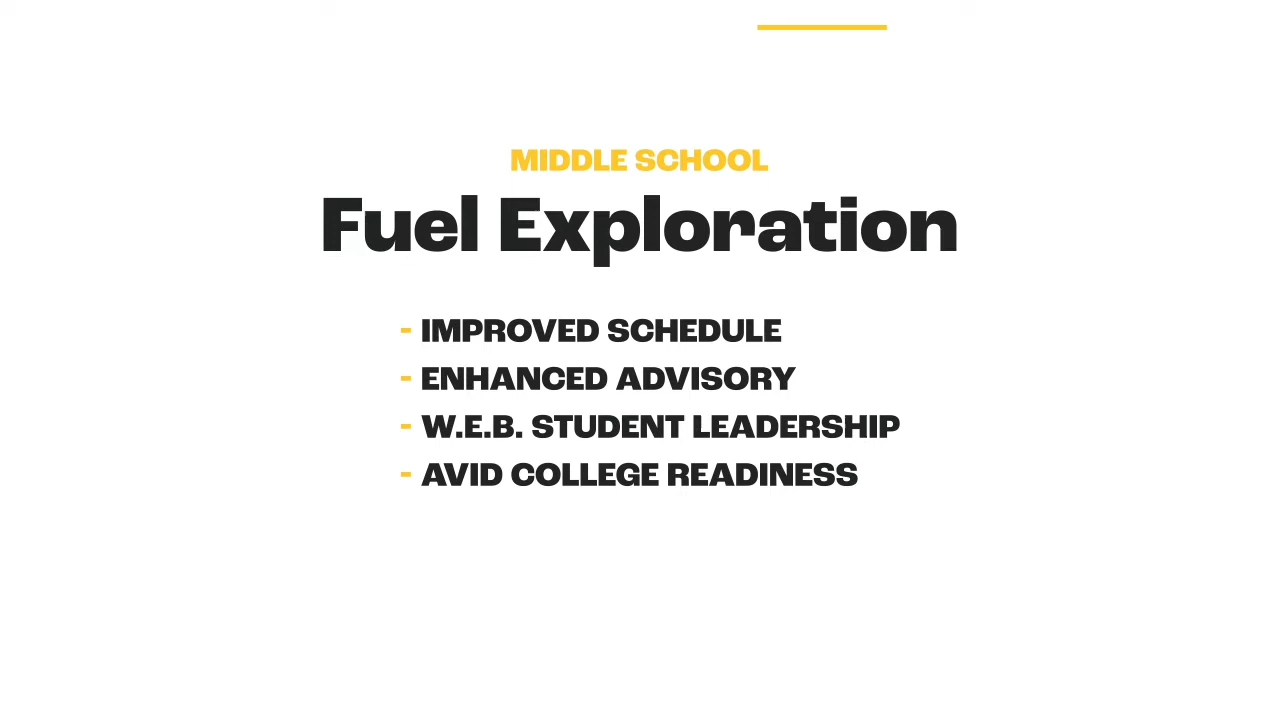 MIDDLE SCHOOL
Fuel Exploration
- IMPROVED SCHEDULE
- ENHANCED ADVISORY
- W.E.B. STUDENT LEADERSHIP
- AVID COLLEGE READINESS